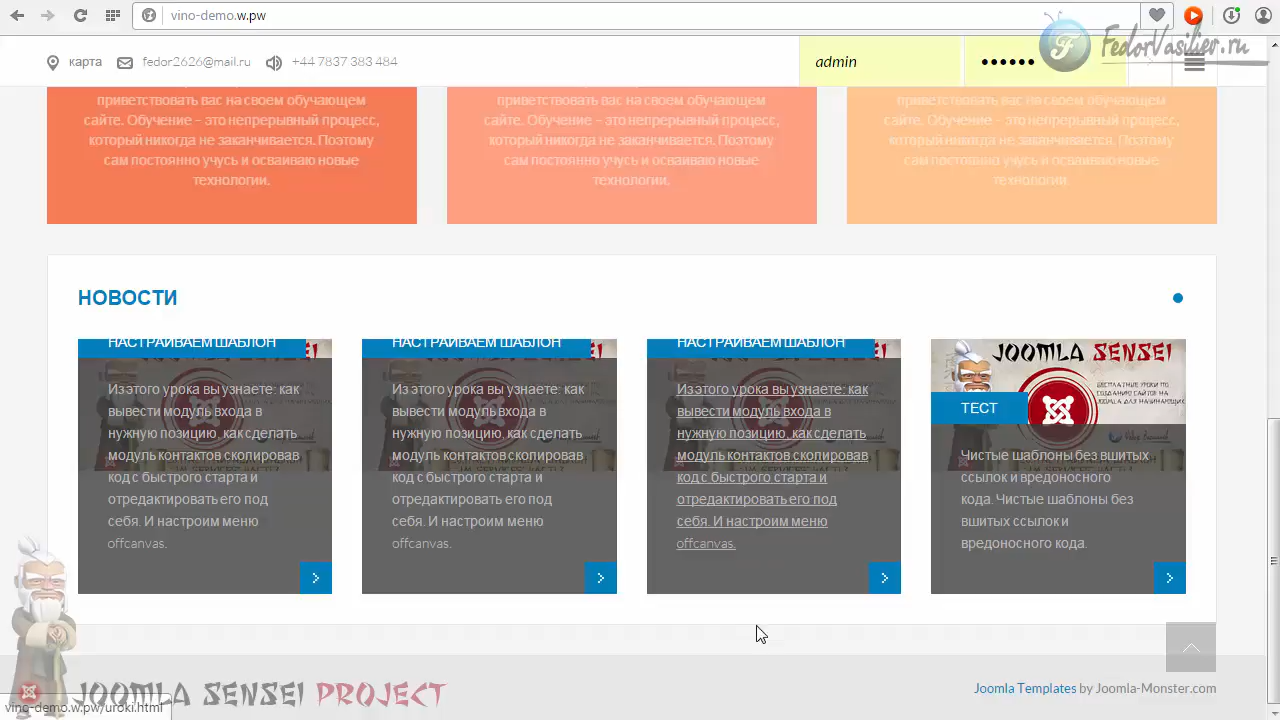 vino-demo.w.pw
FedorVasilier.ru
карта
fedor2626@mail.ru
+44 7837 383 484
admin
••••••
приветствовать вас на своем обучающем
сайте. Обучение – это непрерывный процесс,
который никогда не заканчивается. Поэтому
сам постоянно учусь и осваиваю новые
технологии.
приветствовать вас на своем обучающем
сайте. Обучение – это непрерывный процесс,
который никогда не заканчивается. Поэтому
сам постоянно учусь и осваиваю новые
технологии.
приветствовать вас на своем обучающем
сайте. Обучение – это непрерывный процесс,
который никогда не заканчивается. Поэтому
сам постоянно учусь и осваиваю новые
технологии.
НОВОСТИ
НАСТРАИВАЕМ ШАБЛОН
Из этого урока вы узнаете: как
вывести модуль входа в
нужную позицию, как сделать
модуль контактов скопировав
код с быстрого старта и
отредактировать его под
себя. И настроим меню
offcanvas.
НАСТРАИВАЕМ ШАБЛОН
Из этого урока вы узнаете: как
вывести модуль входа в
нужную позицию, как сделать
модуль контактов скопировав
код с быстрого старта и
отредактировать его под
себя. И настроим меню
offcanvas.
НАСТРАИВАЕМ ШАБЛОН
Из этого урока вы узнаете: как
вывести модуль входа в
нужную позицию, как сделать
модуль контактов скопировав
код с быстрого старта и
отредактировать его под
себя. И настроим меню
offcanvas.
JOOMLA SENSEI
БЕСПЛАТНЫЕ УРОКИ ПО
СОЗДАНИЮ САЙТОВ НА
ДЛЯ НАЧИНАЮЩИХ
ТЕСТ
Чистые шаблоны без вшитых
ссылок и вредоносного
кода. Чистые шаблоны без
вшитых ссылок и
вредоносного кода.
JOOMLA SENSEI PROJECT
Joomla Templates by Joomla-Monster.com
vino-demo.w.pw/uroki.html